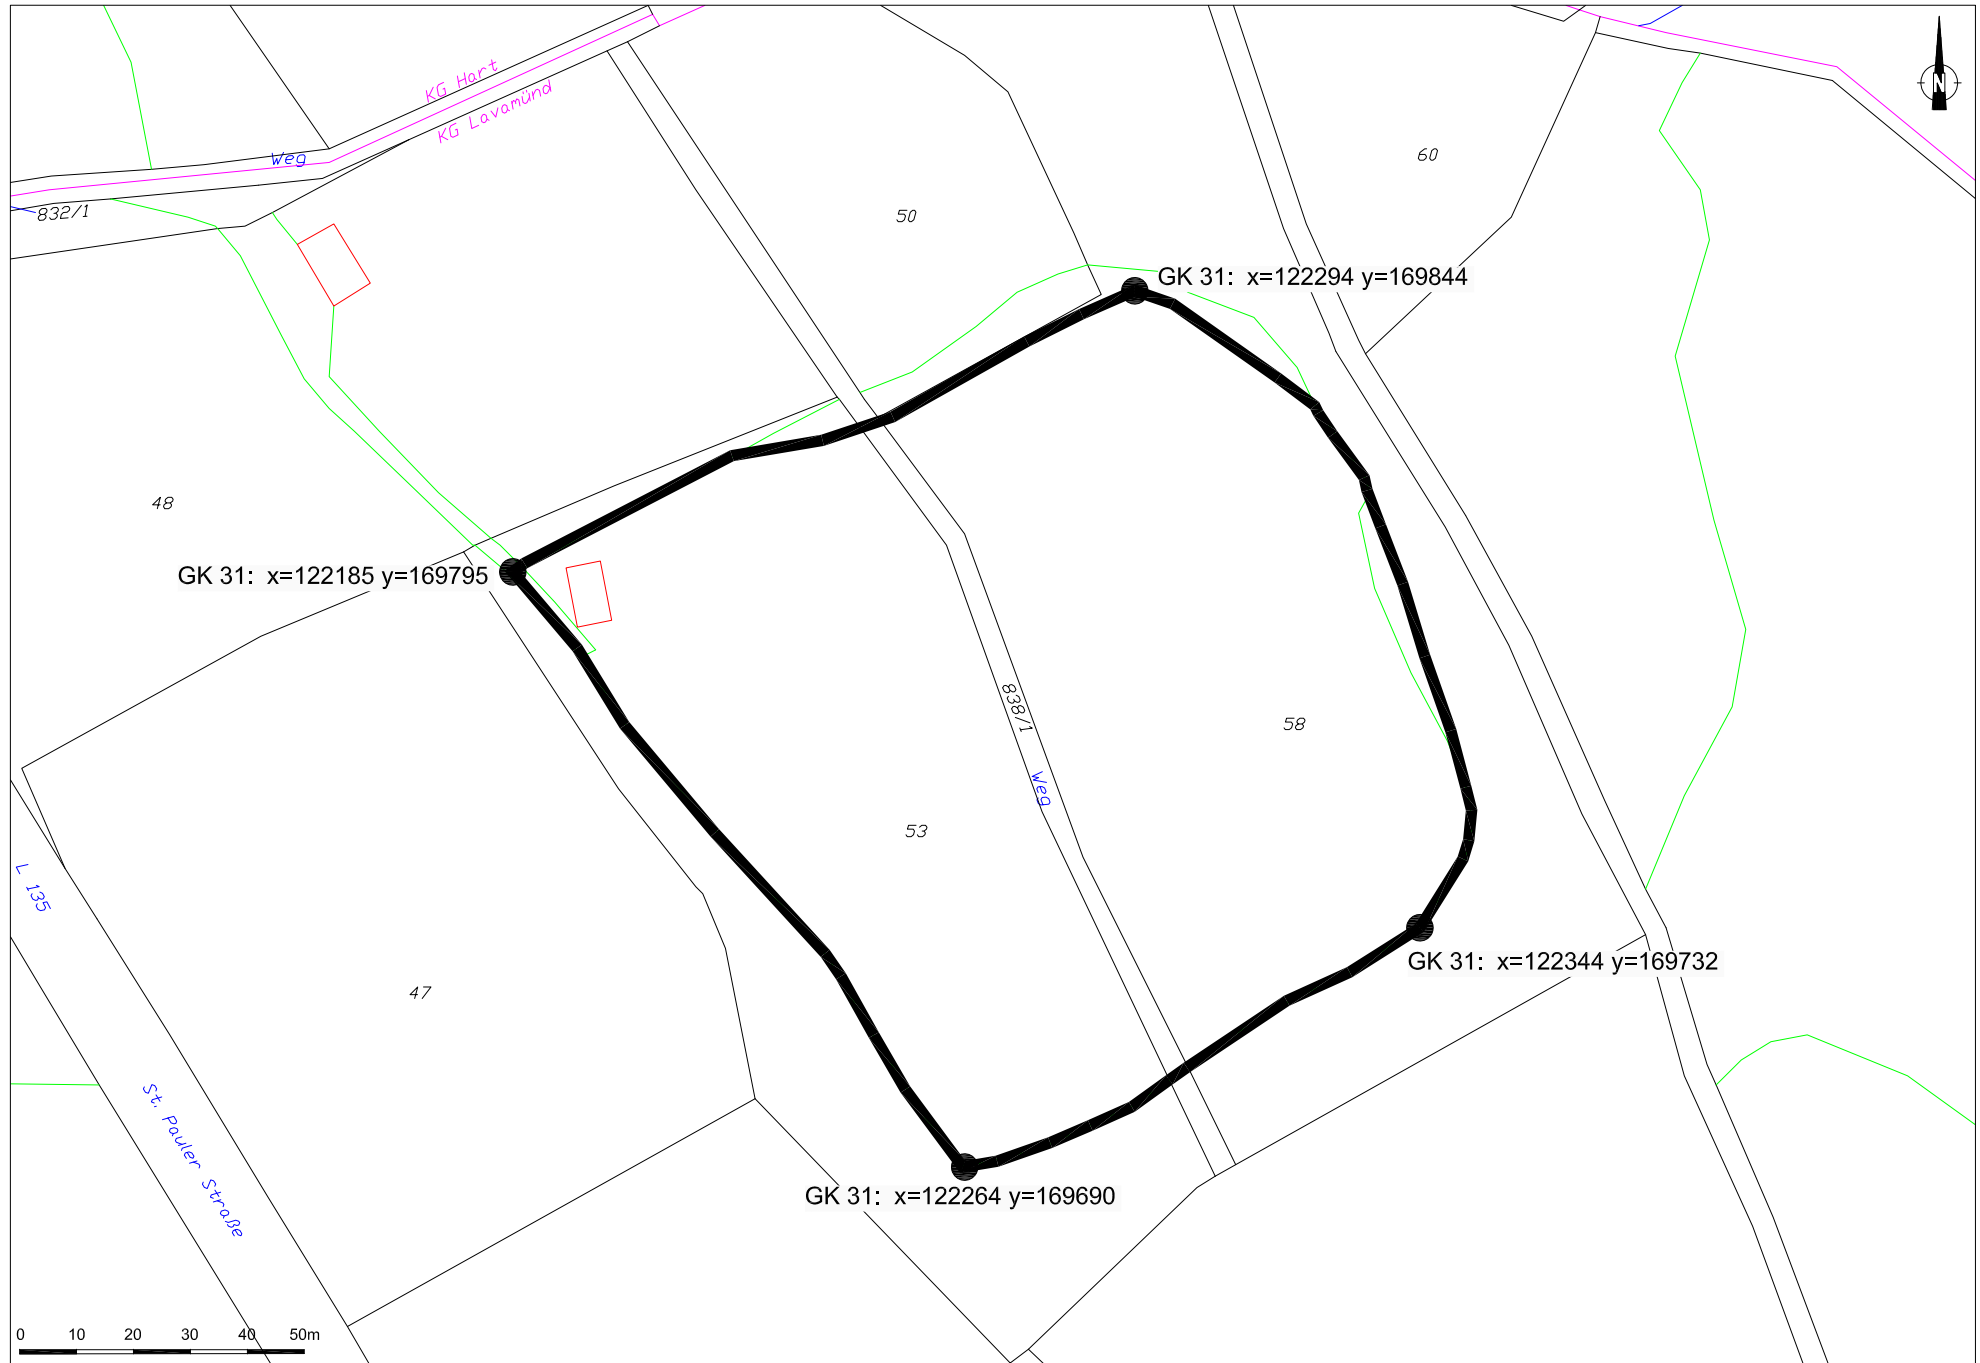 KG Hart
KG Lavamünd
N
Weg
60
832/1
50
GK 31: x=122294 y=169844
48
GK 31: x=122185 y=169795
838/1
58
Weg
53
L 135
GK 31: x=122344 y=169732
47
St. Pauler Straße
GK 31: x=122264 y=169690
0 10 20 30 40 50m